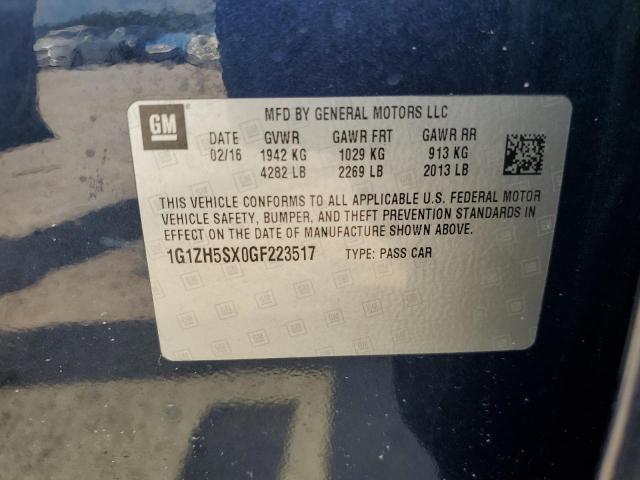 GM MFD BY GENERAL MOTORS LLC
DATE GVWR GAWR FRT GAWR RR
02/16 1942 KG 1029 KG 913 KG
4282 LB 2269 LB 2013 LB
THIS VEHICLE CONFORMS TO ALL APPLICABLE U.S. FEDERAL MOTOR
VEHICLE SAFETY, BUMPER, AND THEFT PREVENTION STANDARDS IN
EFFECT ON THE DATE OF MANUFACTURE SHOWN ABOVE.
1G1ZH5SX0GF223517 TYPE: PASS CAR